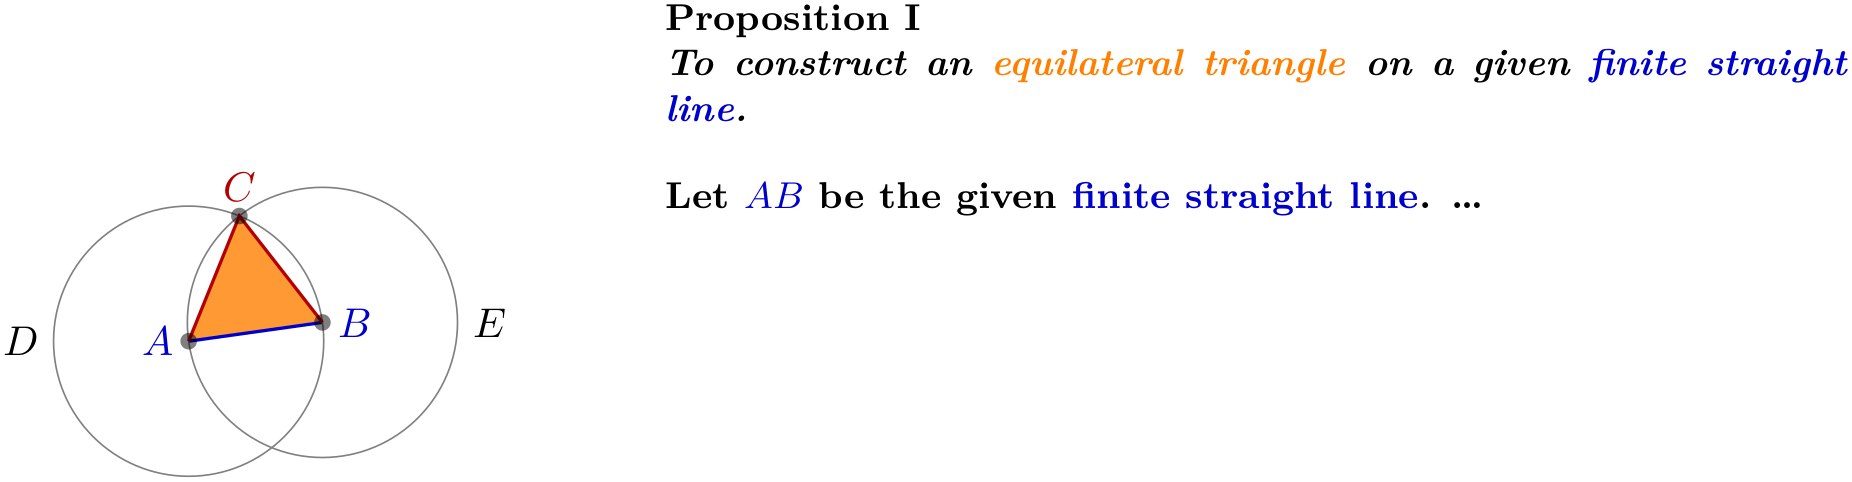 Proposition I
To construct an equilateral triangle on a given finite straight
line.
Let AB be the given finite straight line. ...
C
D
A
B
E